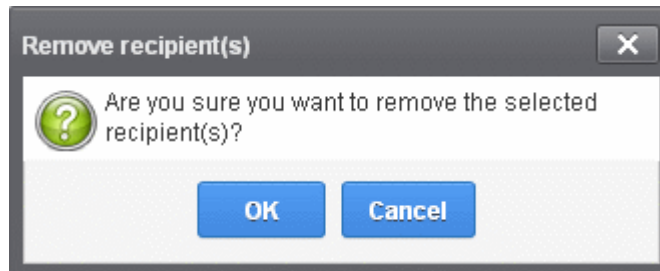 Remove recipient(s)
Are you sure you want to remove the selected
recipient(s)?
OK Cancel